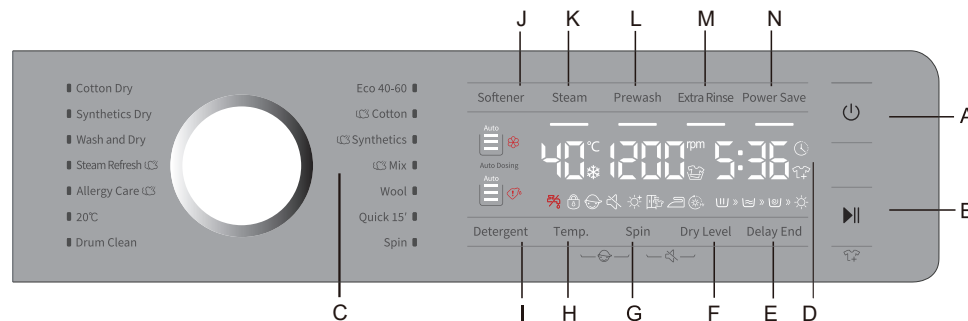 J K L M N
Cotton Dry Eco 40-60
Softener Steam Prewash Extra Rinse Power Save
Synthetics Dry Cotton
A
Wash and Dry Synthetics
Auto
40 °C 1200 rpm 5:36
Steam Refresh Mix
Auto Dosing
D
Allergy Care Wool
Auto
B
20℃ Quick 15'
Drum Clean Spin
Detergent Temp. Spin Dry Level Delay End
C I H G F E D